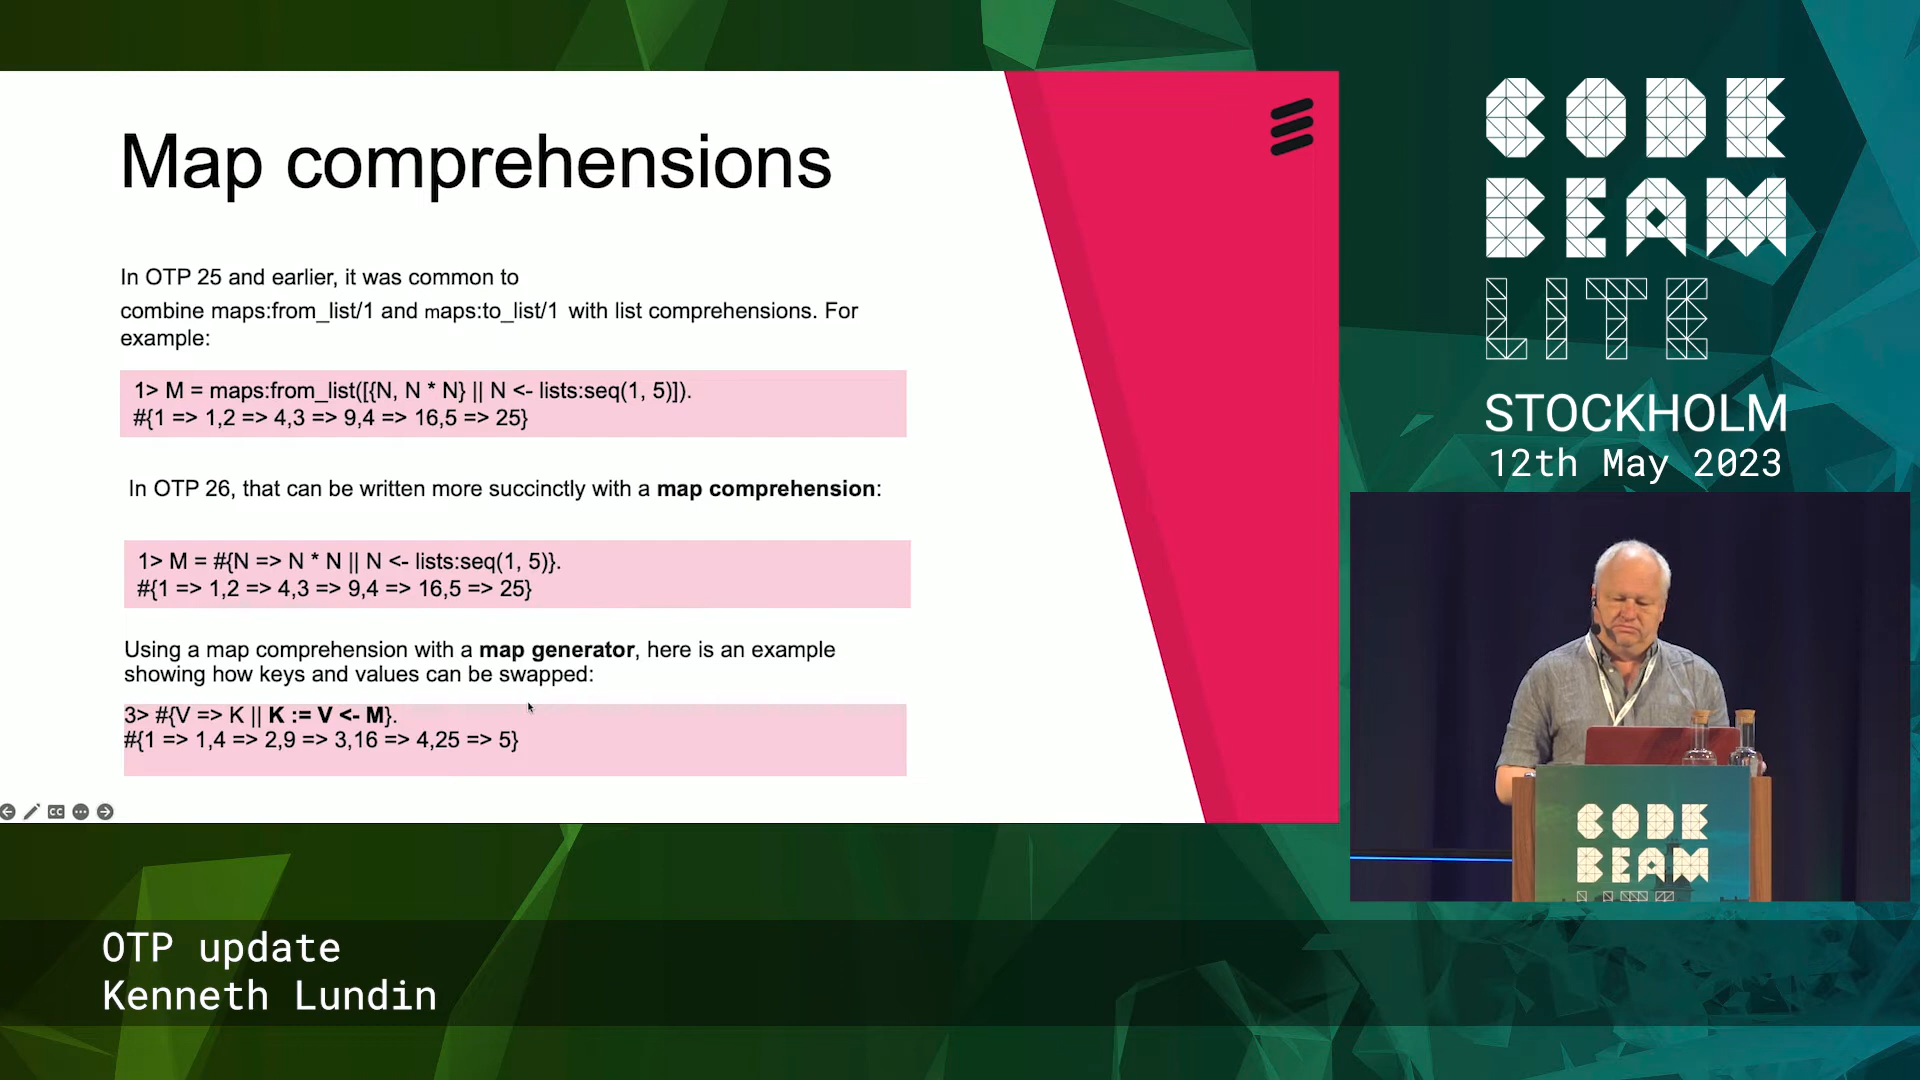 Map comprehensions
In OTP 25 and earlier, it was common to
combine maps:from_list/1 and maps:to_list/1 with list comprehensions. For
example:
1> M = maps:from_list([{N, N * N} || N <- lists:seq(1, 5)]).
#{1 => 1,2 => 4,3 => 9,4 => 16,5 => 25}
In OTP 26, that can be written more succinctly with a map comprehension:
1> M = #{N => N * N || N <- lists:seq(1, 5)}.
#{1 => 1,2 => 4,3 => 9,4 => 16,5 => 25}
Using a map comprehension with a map generator, here is an example
showing how keys and values can be swapped:
3> #{V => K || K := V <- M}.
#{1 => 1,4 => 2,9 => 3,16 => 4,25 => 5}
CC
CODE
BEAM
LITE
STOCKHOLM
12th May 2023
CODE
BEAM
OTP update
Kenneth Lundin